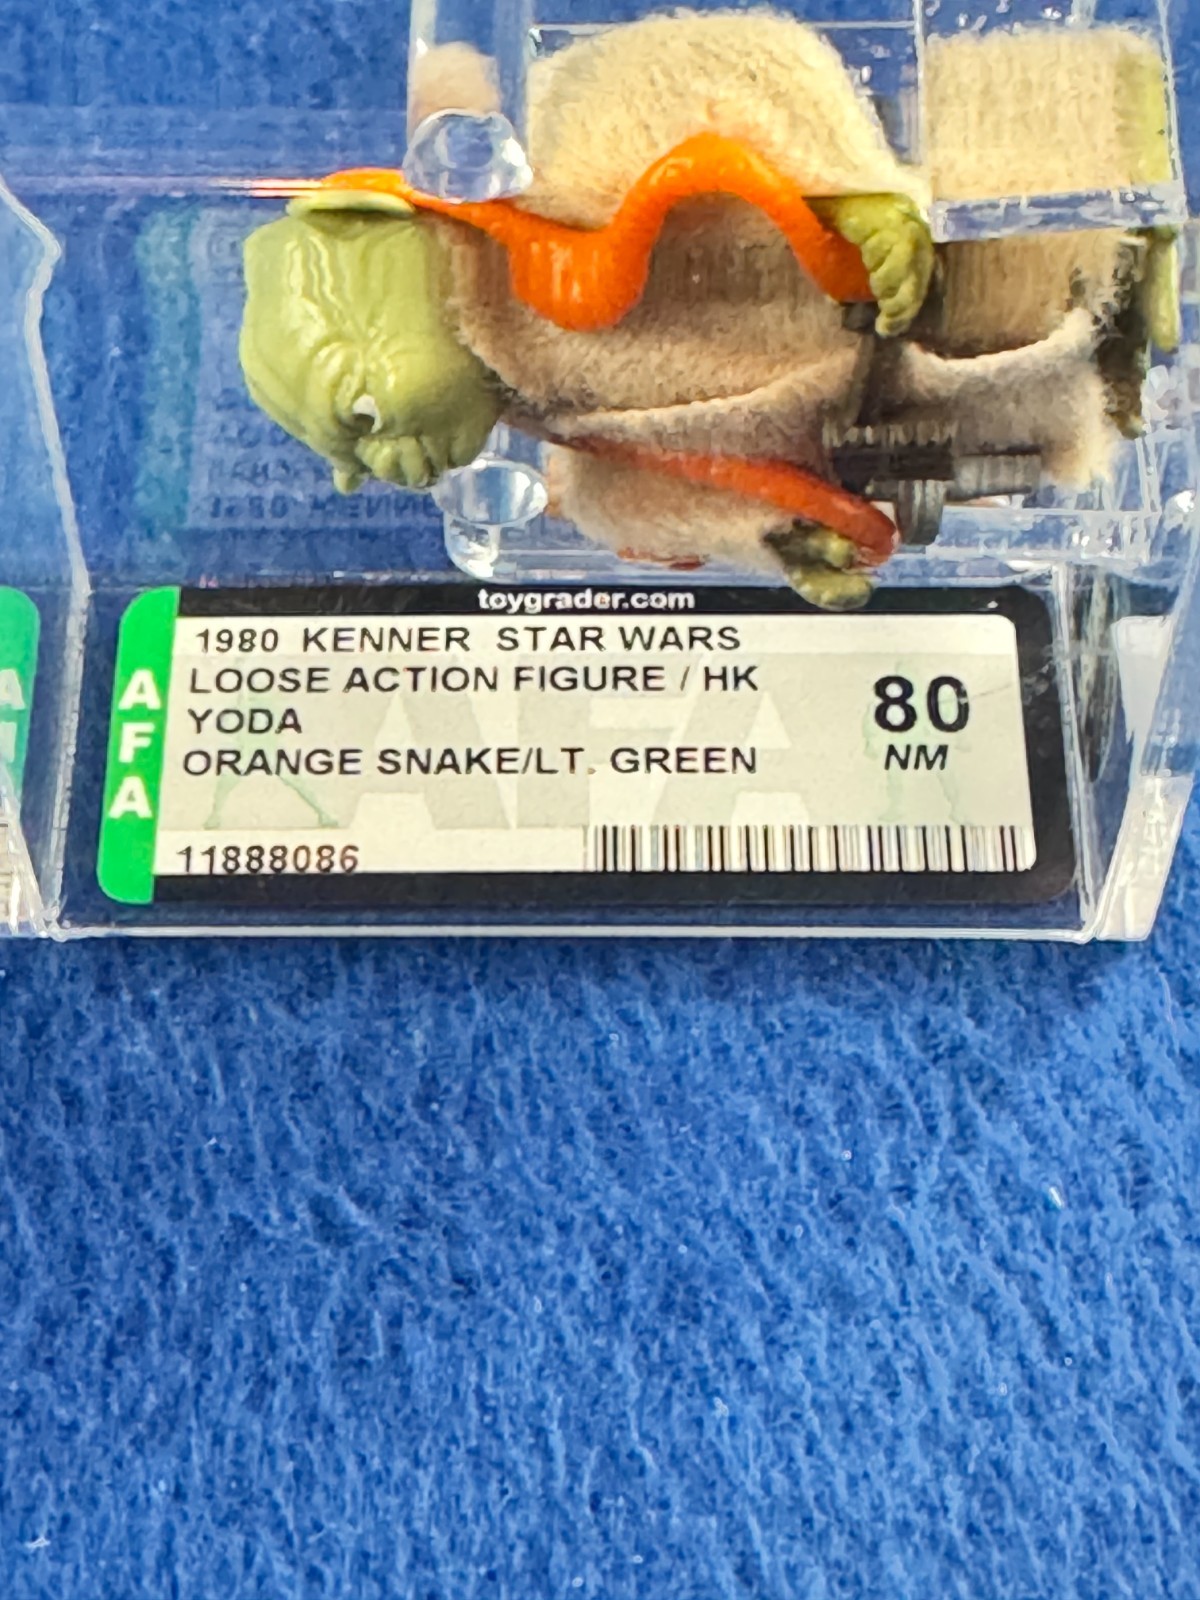 toygrader.com
1980 KENNER STAR WARS
LOOSE ACTION FIGURE / HK
YODA
ORANGE SNAKE/LT. GREEN
80
NM
AFA
11888086
AFA